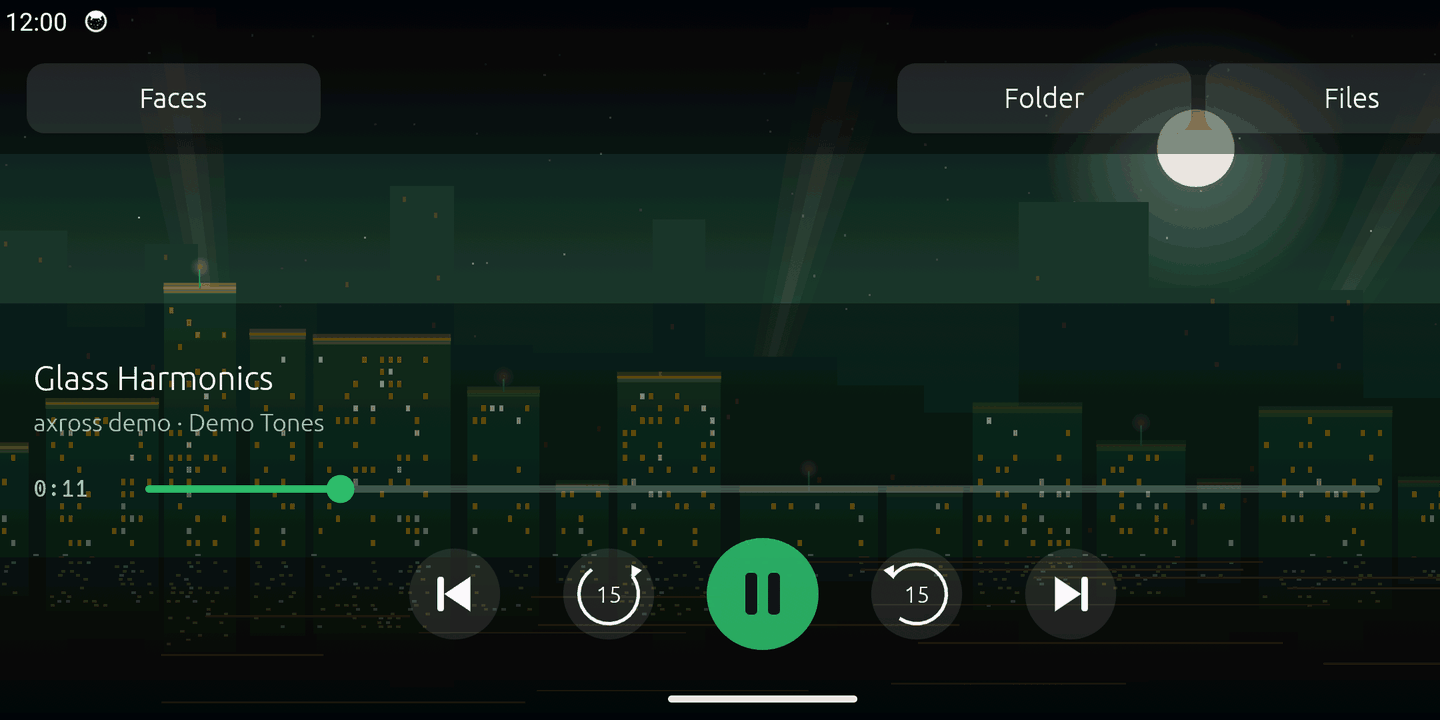 12:00
Faces
Folder
Files
Glass Harmonics
axross demo · Demo Tones
0:11
15
15